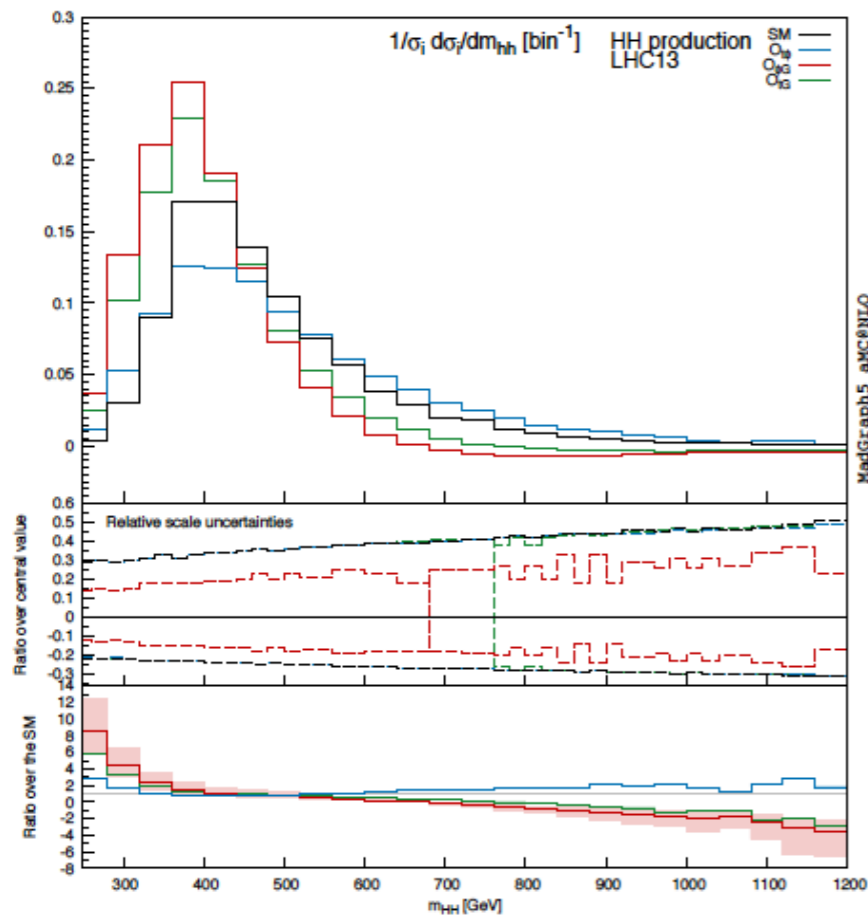 1/σi dσi/dmhh [bin-1] HH production
LHC13
SM
Otϕ
OϕG
OtG
0.3
0.25
0.2
0.15
0.1
0.05
0
MadGraph5_aMC@NLO
Relative scale uncertainties
Ratio over central value
0.6
0.5
0.4
0.3
0.2
0.1
0
-0.1
-0.2
-0.3
Ratio over the SM
14
12
10
8
6
4
2
0
-2
-4
-6
-8
300 400 500 600 700 800 900 1000 1100 1200
mHH [GeV]